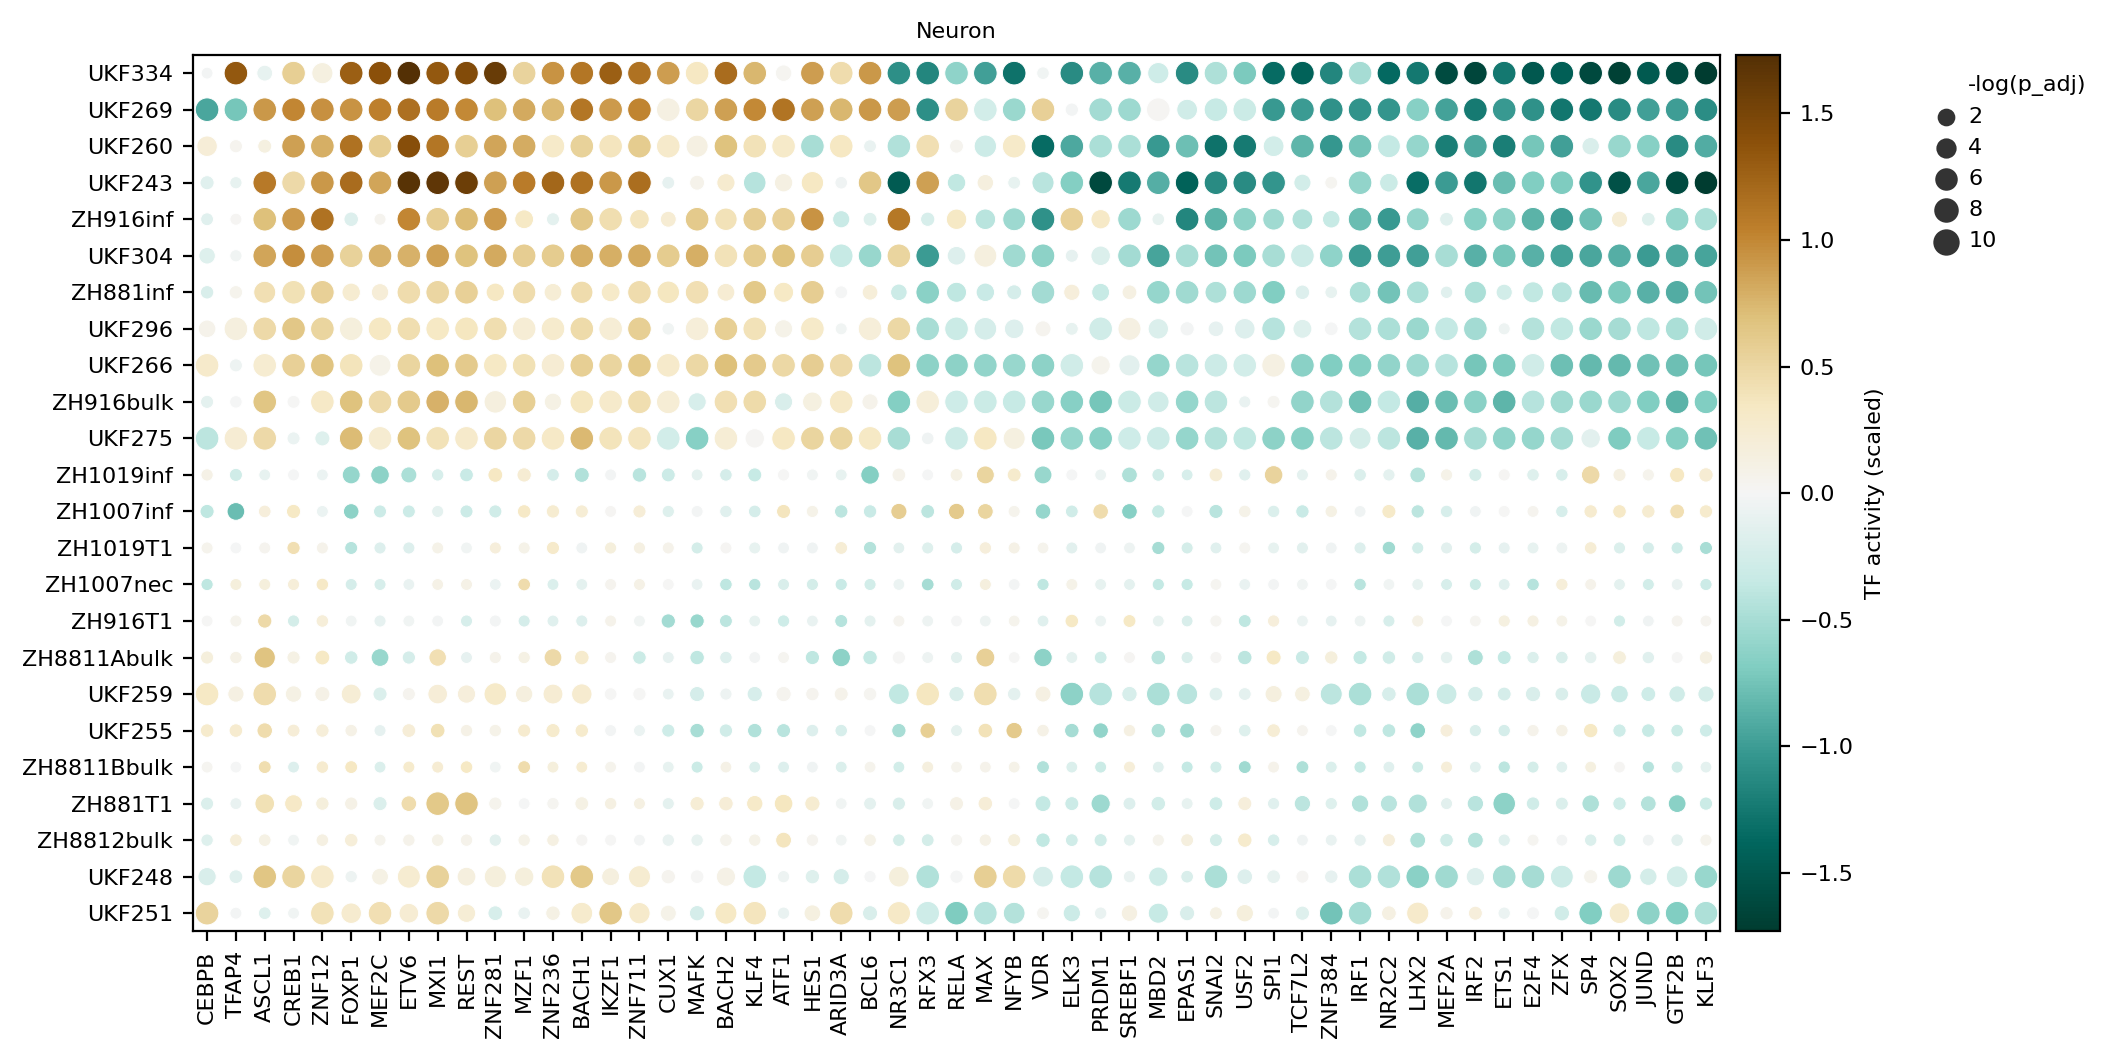 Neuron
UKF334
UKF269
UKF260
UKF243
ZH916inf
UKF304
ZH881inf
UKF296
UKF266
ZH916bulk
UKF275
ZH1019inf
ZH1007inf
ZH1019T1
ZH1007nec
ZH916T1
ZH8811Abulk
UKF259
UKF255
ZH8811Bbulk
ZH881T1
ZH8812bulk
UKF248
UKF251
CEBPB
TFAP4
ASCL1
CREB1
ZNF12
FOXP1
MEF2C
ETV6
MXI1
REST
ZNF281
MZF1
ZNF236
BACH1
IKZF1
ZNF711
CUX1
MAFK
BACH2
KLF4
ATF1
HES1
ARID3A
BCL6
NR3C1
RFX3
RELA
MAX
NFYB
VDR
ELK3
PRDM1
SREBF1
MBD2
EPAS1
SNAI2
USF2
SPI1
TCF7L2
ZNF384
IRF1
NR2C2
LHX2
MEF2A
IRF2
ETS1
E2F4
ZFX
SP4
SOX2
JUND
GTF2B
KLF3
1.5
1.0
0.5
0.0
−0.5
−1.0
−1.5
TF activity (scaled)
-log(p_adj)
2
4
6
8
10